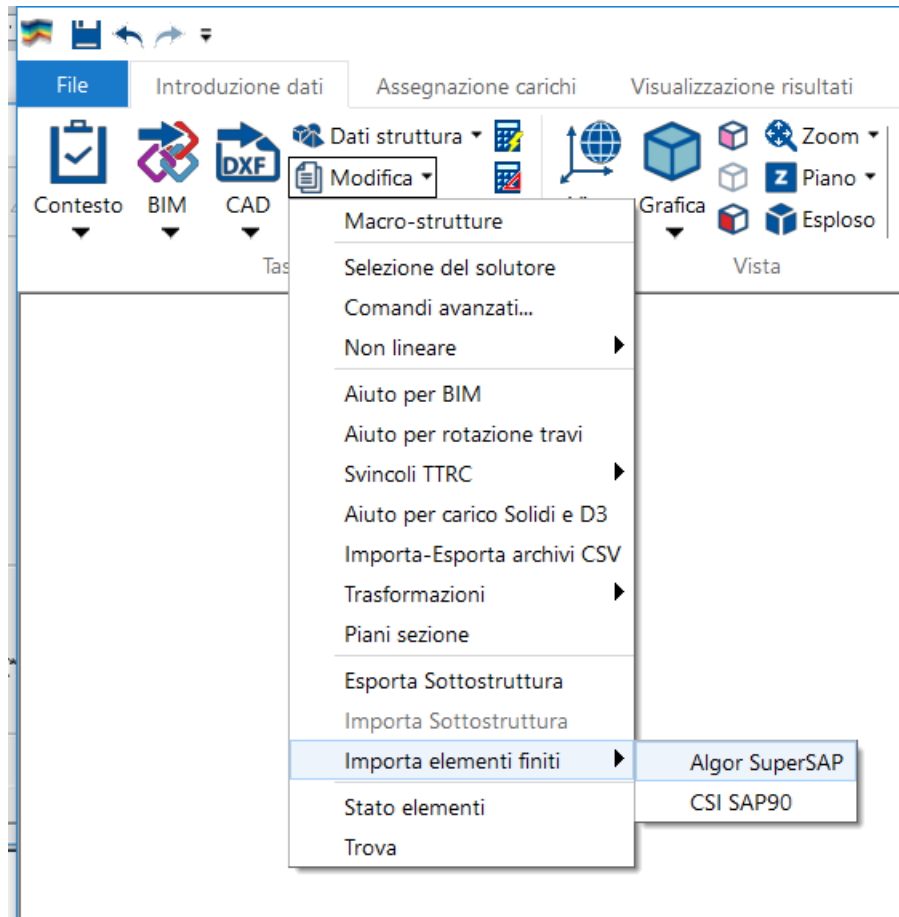 File Introduzione dati Assegnazione carichi Visualizzazione risultati
DXF Dati struttura Zoom
Modifica Z Piano
Contesto BIM CAD Grafica Esploso
Vista
Macro-strutture
Selezione del solutore
Comandi avanzati...
Non lineare
Aiuto per BIM
Aiuto per rotazione travi
Svincoli TTRC
Aiuto per carico Solidi e D3
Importa-Esporta archivi CSV
Trasformazioni
Piani sezione
Esporta Sottostruttura
Importa Sottostruttura
Importa elementi finiti Algor SuperSAP
CSI SAP90
Stato elementi
Trova